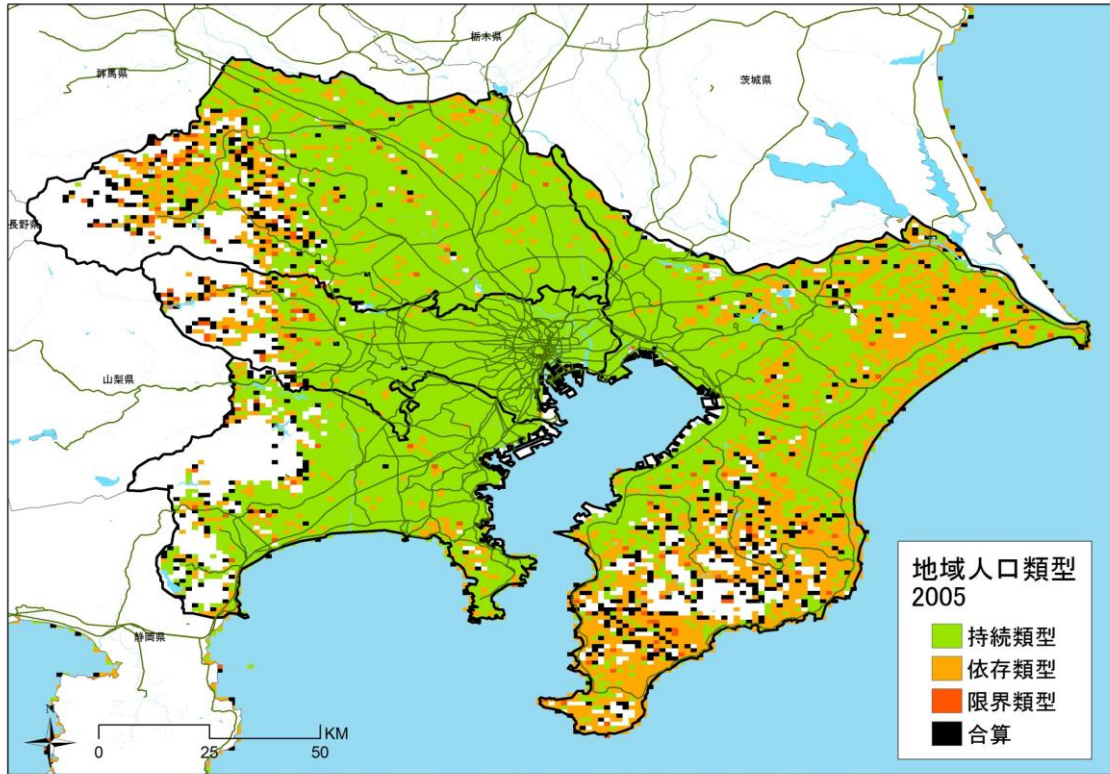 栃木県
群馬県
茨城県
長野県
山梨県
静岡県
地域人口類型
2005
持続類型
依存類型
限界類型
合算
N
KM
0 25 50